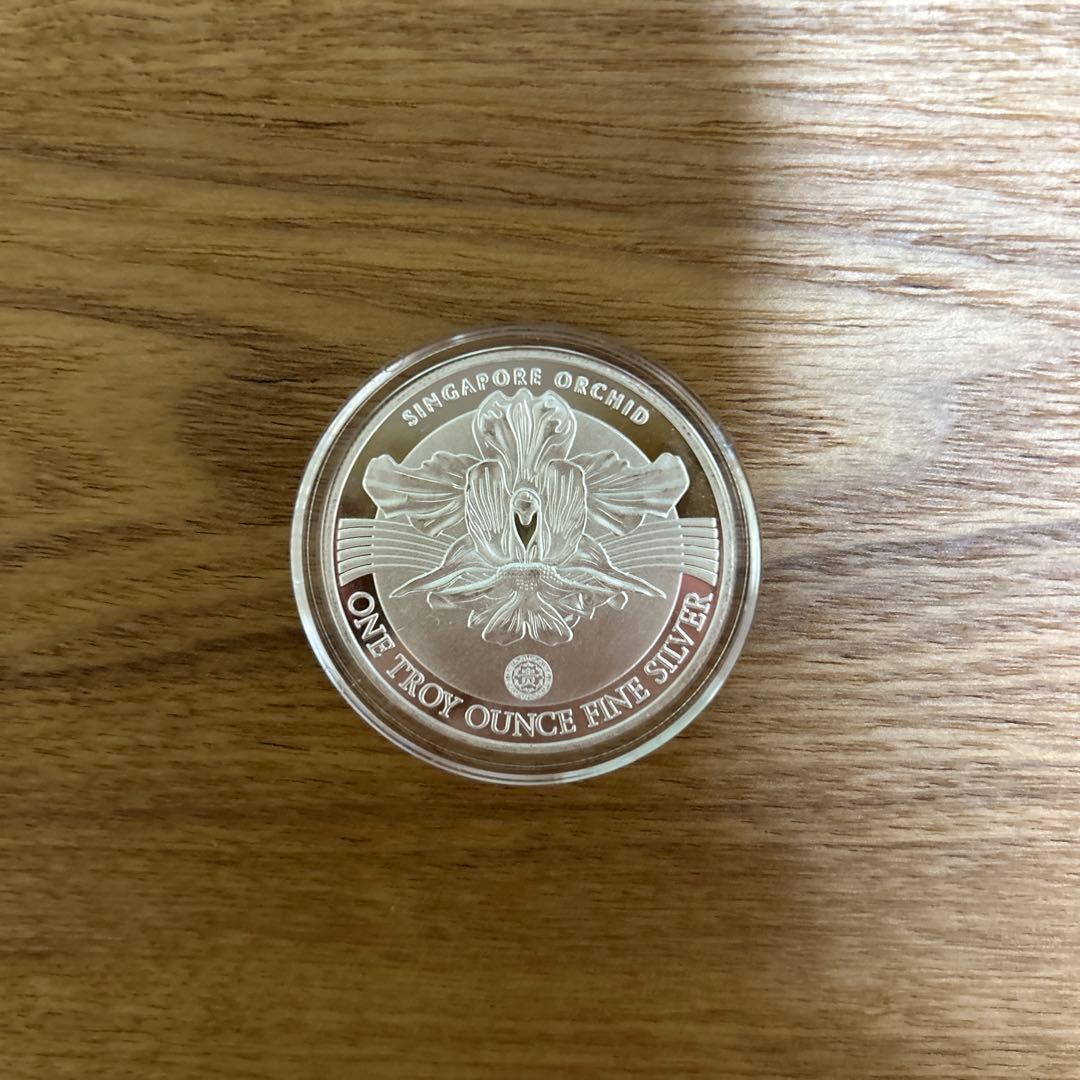 SINGAPORE ORCHID
ONE TROY OUNCE FINE SILVER